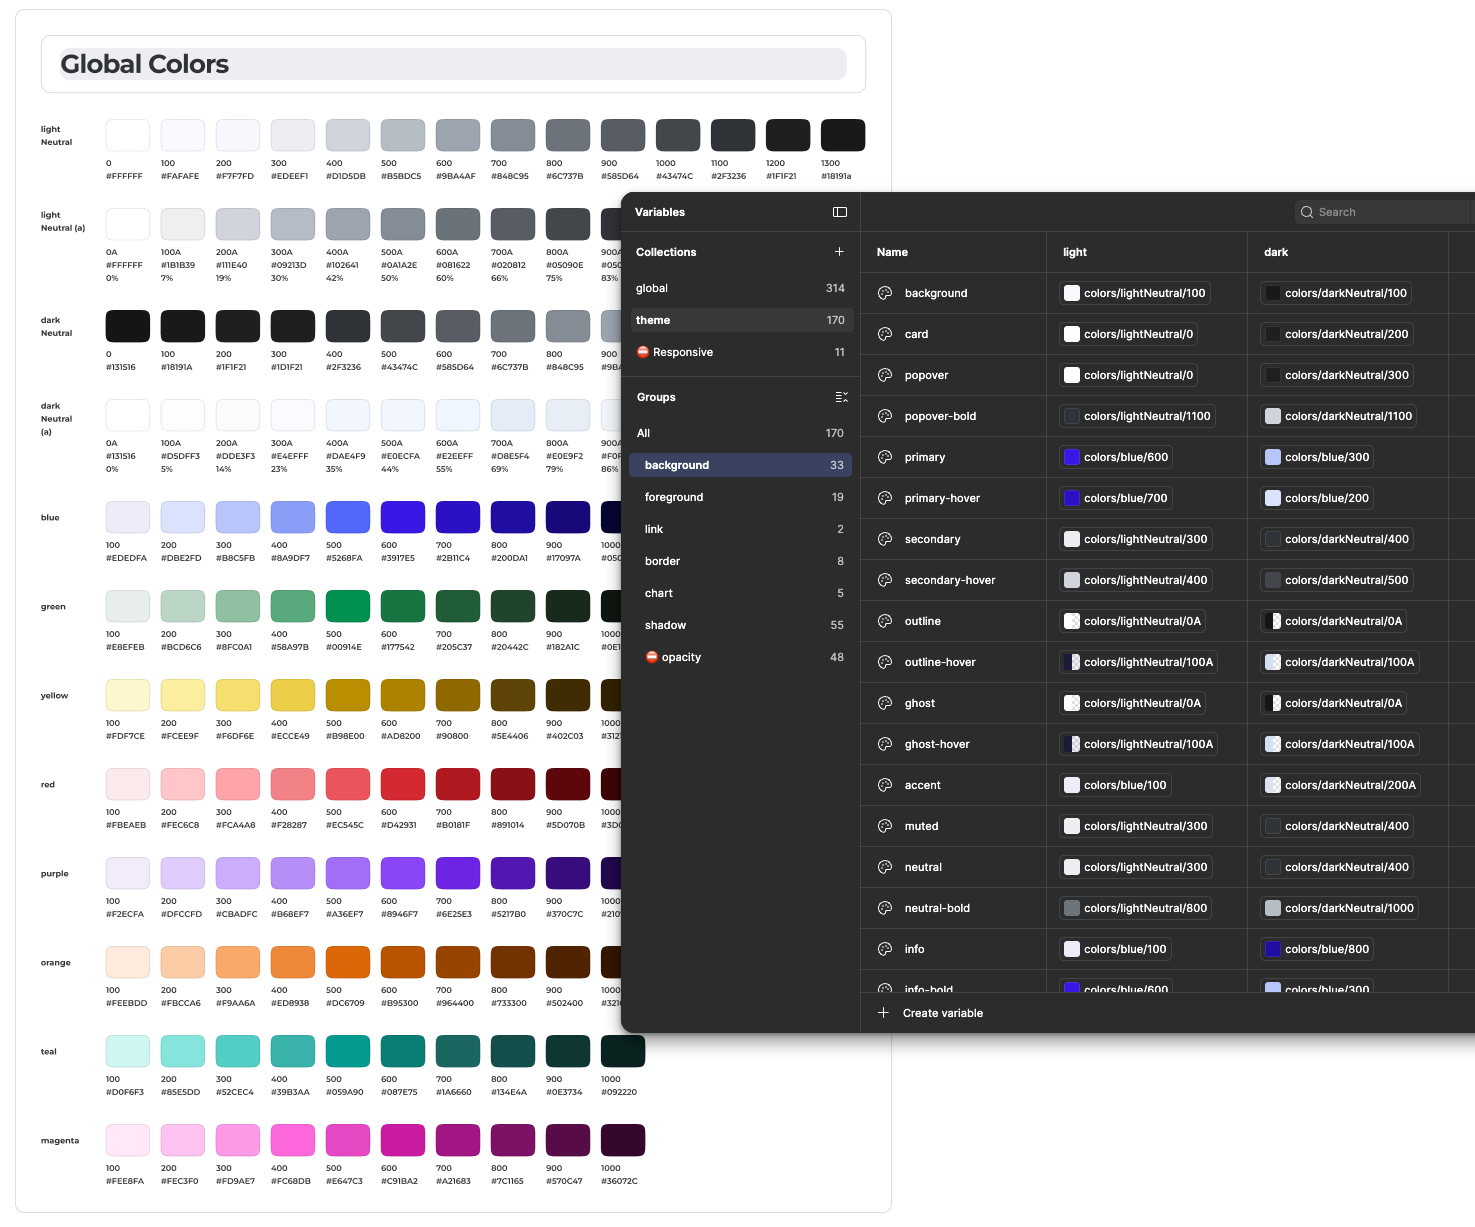 Global Colors
light
Neutral
0 100 200 300 400 500 600 700 800 900 1000 1100 1200 1300
#FFFFFF #FAFAFE #F7F7FD #EDEEF1 #D1D5DB #B5BDC5 #9BA4AF #848C95 #6C737B #585D64 #43474C #2F3236 #1F1F21 #18191a
light
Neutral (a)
0A 100A 200A 300A 400A 500A 600A 700A 800A 900A
#FFFFFF #1B1B39 #111E40 #09213D #102641 #0A1A2E #081622 #020812 #05090E
0% 7% 19% 30% 42% 50% 60% 66% 75% 83%
dark
Neutral
0 100 200 300 400 500 600 700 800 900
#131516 #18191A #1F1F21 #1D1F21 #2F3236 #43474C #585D64 #6C737B #848C95
dark
Neutral
(a)
0A 100A 200A 300A 400A 500A 600A 700A 800A 900A
#131516 #D5DFF3 #DDE3F3 #E4EFFF #DAE4F9 #E0ECFA #E2EEFF #D8E5F4 #E0E9F2
0% 5% 14% 23% 35% 44% 55% 69% 79% 86%
blue
100 200 300 400 500 600 700 800 900 1000
#EDEDFA #DBE2FD #B8C5FB #8A9DF7 #5268FA #3917E5 #2B11C4 #200DA1 #17097A
green
100 200 300 400 500 600 700 800 900 1000
#E8EFEB #BCD6C6 #8FC0A1 #58A97B #00914E #177542 #205C37 #20442C #182A1C
yellow
100 200 300 400 500 600 700 800 900 1000
#FDF7CE #FCEE9F #F6DF6E #ECCE49 #B98E00 #AD8200 #90800 #5E4406 #402C03
red
100 200 300 400 500 600 700 800 900 1000
#FBEAEB #FEC6C8 #FCA4A8 #F28287 #EC545C #D42931 #B0181F #891014 #5D070B
purple
100 200 300 400 500 600 700 800 900 1000
#F2ECFA #DFCCFD #CBADFC #B68EF7 #A36EF7 #8946F7 #6E25E3 #5217B0 #370C7C
orange
100 200 300 400 500 600 700 800 900 1000
#FEEBDD #FBCCA6 #F9AA6A #ED8938 #DC6709 #B95300 #964400 #733300 #502400
teal
100 200 300 400 500 600 700 800 900 1000
#D0F6F3 #85E5DD #52CEC4 #39B3AA #059A90 #087E75 #1A6660 #134E4A #0E3734 #092220
magenta
100 200 300 400 500 600 700 800 900 1000
#FEE8FA #FEC3F0 #FD9AE7 #FC68DB #E647C3 #C91BA2 #A21683 #7C1165 #570C47 #36072C
Variables
Collections
global 314
theme 170
Responsive 11
Groups
All 170
background 33
foreground 19
link 2
border 8
chart 5
shadow 55
opacity 48
Search
Name light dark
background colors/lightNeutral/100 colors/darkNeutral/100
card colors/lightNeutral/0 colors/darkNeutral/200
popover colors/lightNeutral/0 colors/darkNeutral/300
popover-bold colors/lightNeutral/1100 colors/darkNeutral/1100
primary colors/blue/600 colors/blue/300
primary-hover colors/blue/700 colors/blue/200
secondary colors/lightNeutral/300 colors/darkNeutral/400
secondary-hover colors/lightNeutral/400 colors/darkNeutral/500
outline colors/lightNeutral/0A colors/darkNeutral/0A
outline-hover colors/lightNeutral/100A colors/darkNeutral/100A
ghost colors/lightNeutral/0A colors/darkNeutral/0A
ghost-hover colors/lightNeutral/100A colors/darkNeutral/100A
accent colors/blue/100 colors/darkNeutral/200A
muted colors/lightNeutral/300 colors/darkNeutral/400
neutral colors/lightNeutral/300 colors/darkNeutral/400
neutral-bold colors/lightNeutral/800 colors/darkNeutral/1000
info colors/blue/100 colors/blue/800
info-bold colors/blue/600 colors/blue/300
Create variable